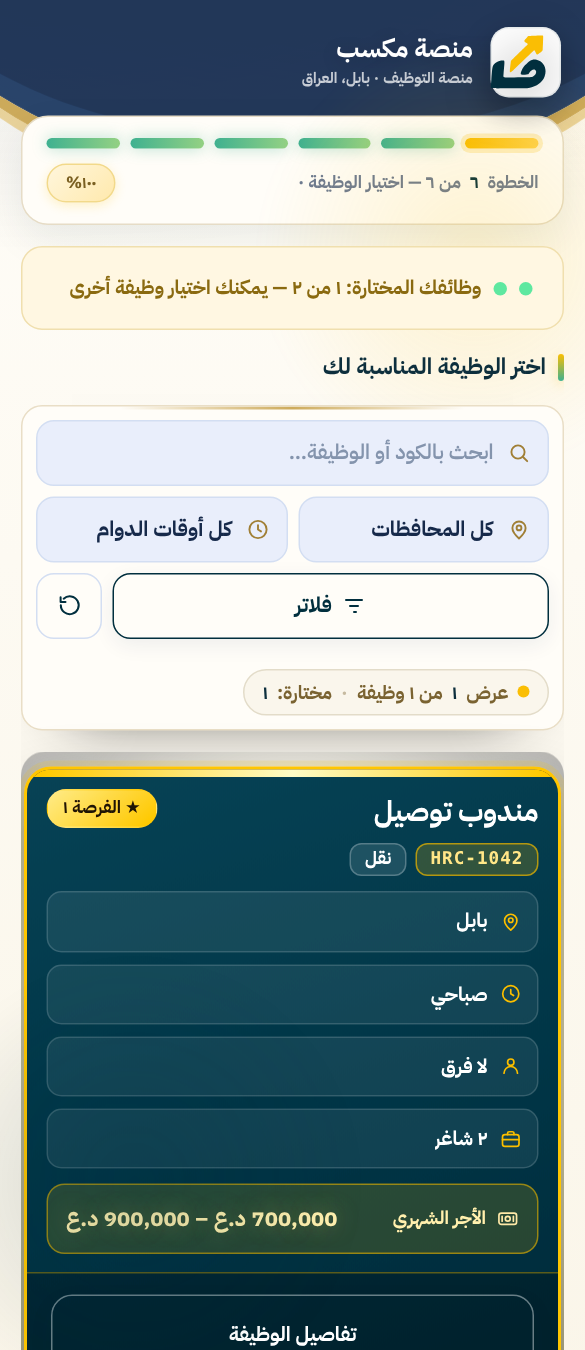 منصة مكسب
منصة التوظيف · بابل، العراق
الخطوة ٦ من ٦ — اختيار الوظيفة ·
١٠٠%
وظائفك المختارة: ١ من ٢ — يمكنك اختيار وظيفة أخرى
اختر الوظيفة المناسبة لك
ابحث بالكود أو الوظيفة...
كل المحافظات
كل أوقات الدوام
فلاتر
عرض ١ من ١ وظيفة · مختارة: ١
مندوب توصيل
★ الفرصة ١
HRC-1042
نقل
بابل
صباحي
لا فرق
٢ شاغر
الأجر الشهري
700,000 د.ع – 900,000 د.ع
تفاصيل الوظيفة